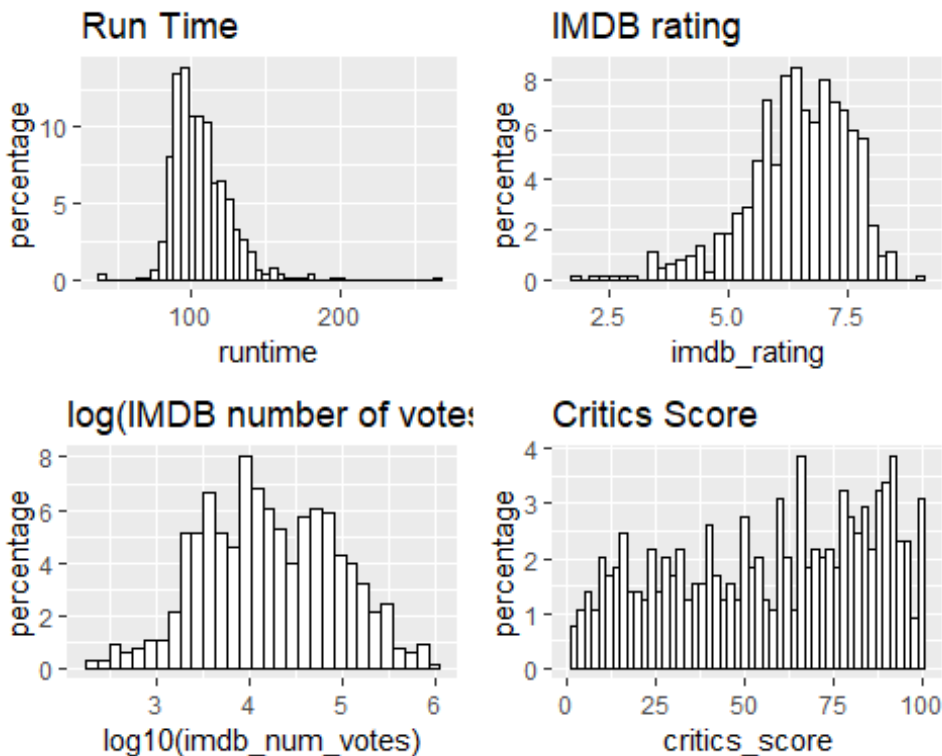 Run Time
percentage
10
5
0
100 200
runtime
IMDB rating
percentage
8
6
4
2
0
2.5 5.0 7.5
imdb_rating
log(IMDB number of votes
percentage
8
6
4
2
0
3 4 5 6
log10(imdb_num_votes)
Critics Score
percentage
4
3
2
1
0
0 25 50 75 100
critics_score